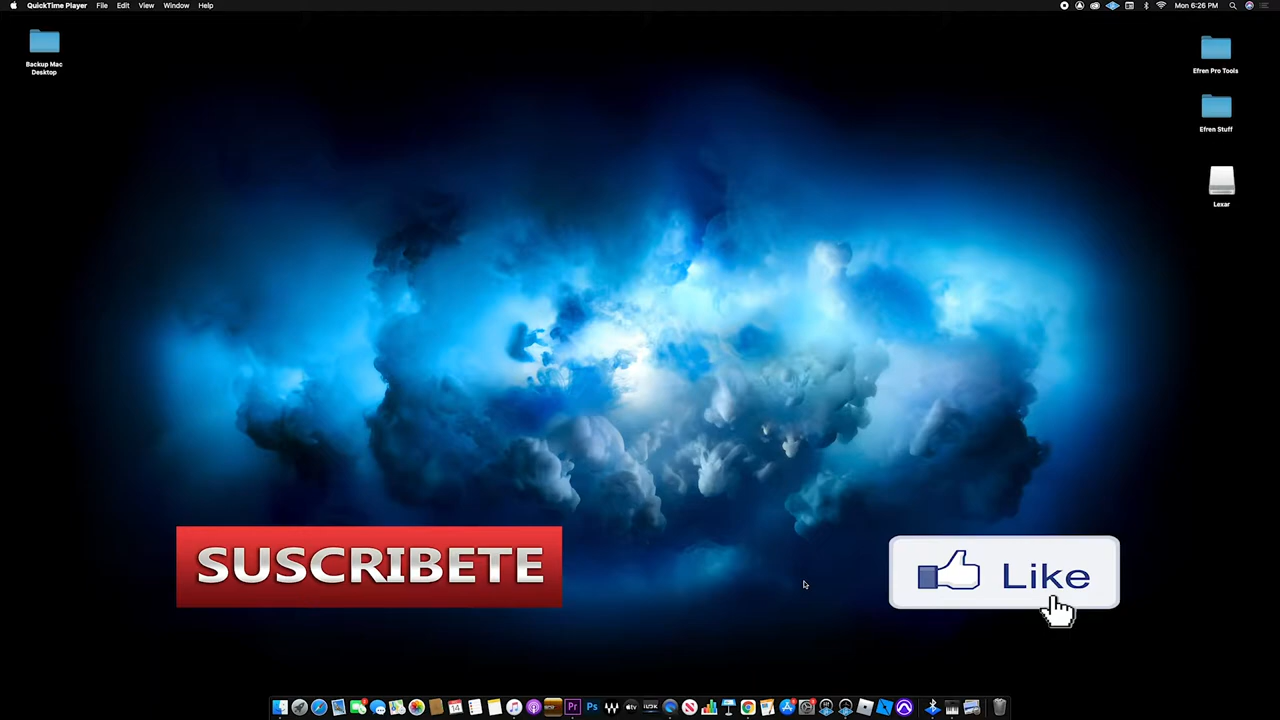 QuickTime Player File Edit View Window Help Mon 6:26 PM
Backup Mac
Desktop
Efren Pro Tools
Efren Stuff
Lexar
SUSCRIBETE
Like